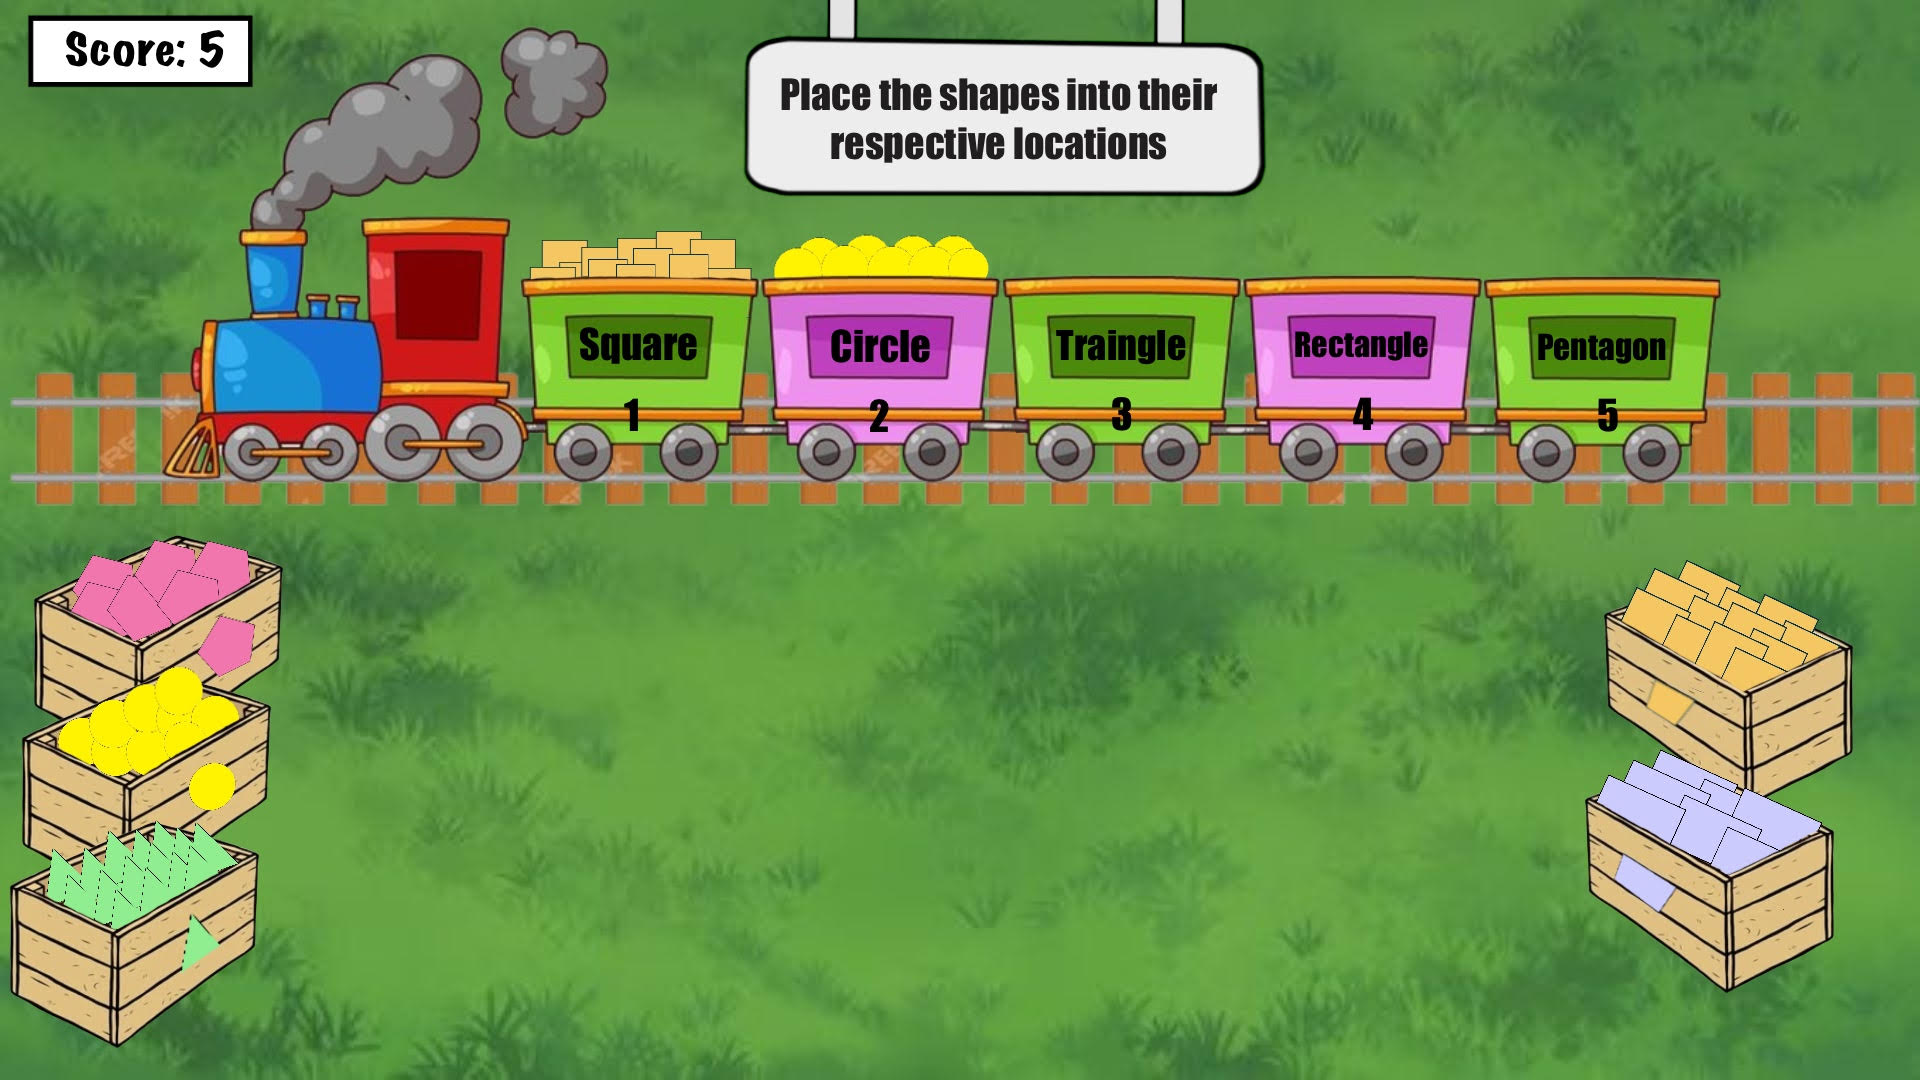 Score: 5
Place the shapes into their
respective locations
Square
Circle
Traingle
Rectangle
Pentagon
1
2
3
4
5